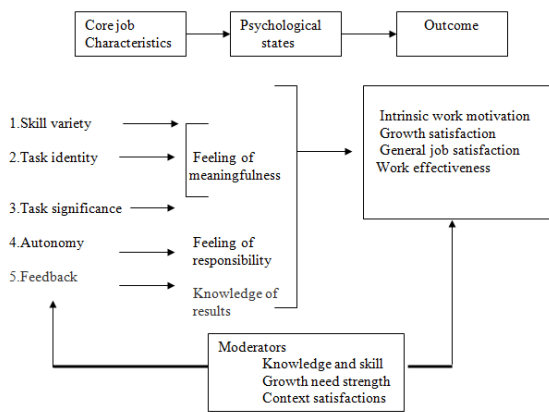 Core job
Characteristics
Psychological
states
Outcome
1.Skill variety
2.Task identity
3.Task significance
4.Autonomy
5.Feedback
Feeling of
meaningfulness
Feeling of
responsibility
Knowledge of
results
Intrinsic work motivation
Growth satisfaction
General job satisfaction
Work effectiveness
Moderators
Knowledge and skill
Growth need strength
Context satisfactions